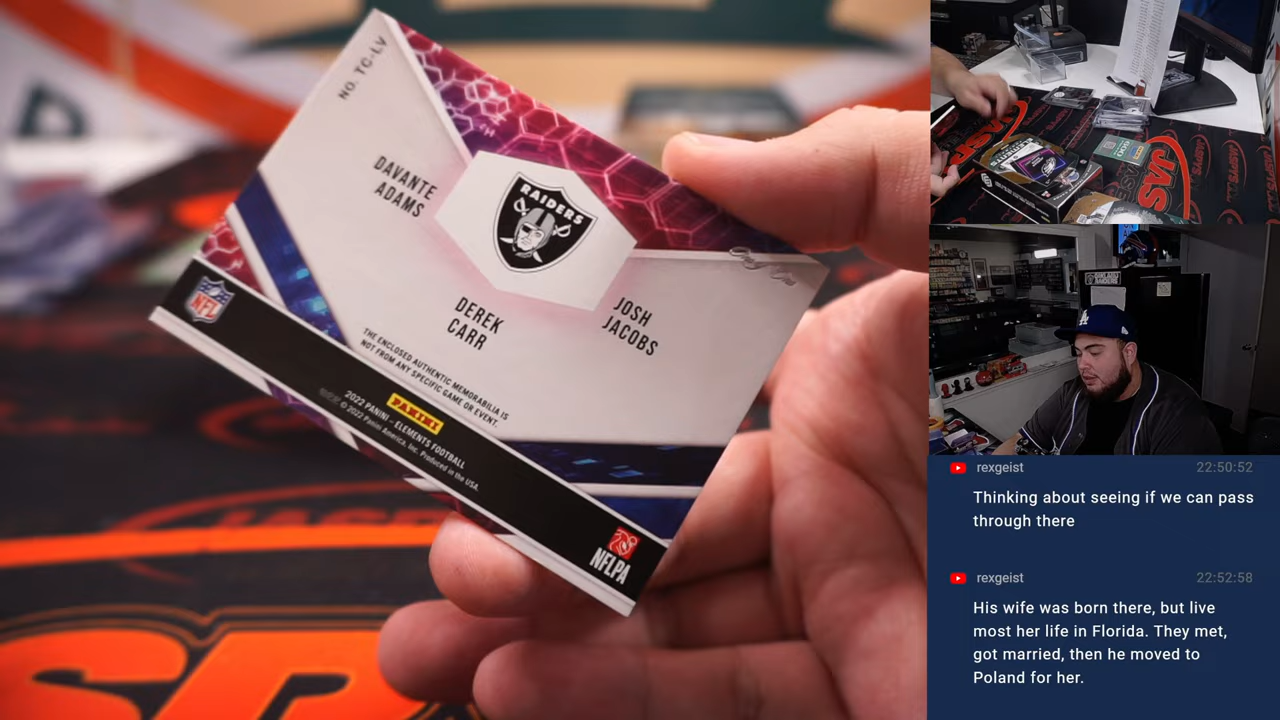 NO. TC-LV
DAVANTE
ADAMS
RAIDERS
DEREK
CARR
JOSH
JACOBS
THE ENCLOSED AUTHENTIC MEMORABILIA IS
NOT FROM ANY SPECIFIC GAME OR EVENT.
NFL
PANINI
2022 PANINI – ELEMENTS FOOTBALL
© 2022 Panini America, Inc. Produced in the USA.
NFLPA
JASPY'S
LA
rexgeist 22:50:52
Thinking about seeing if we can pass
through there
rexgeist 22:52:58
His wife was born there, but live
most her life in Florida. They met,
got married, then he moved to
Poland for her.